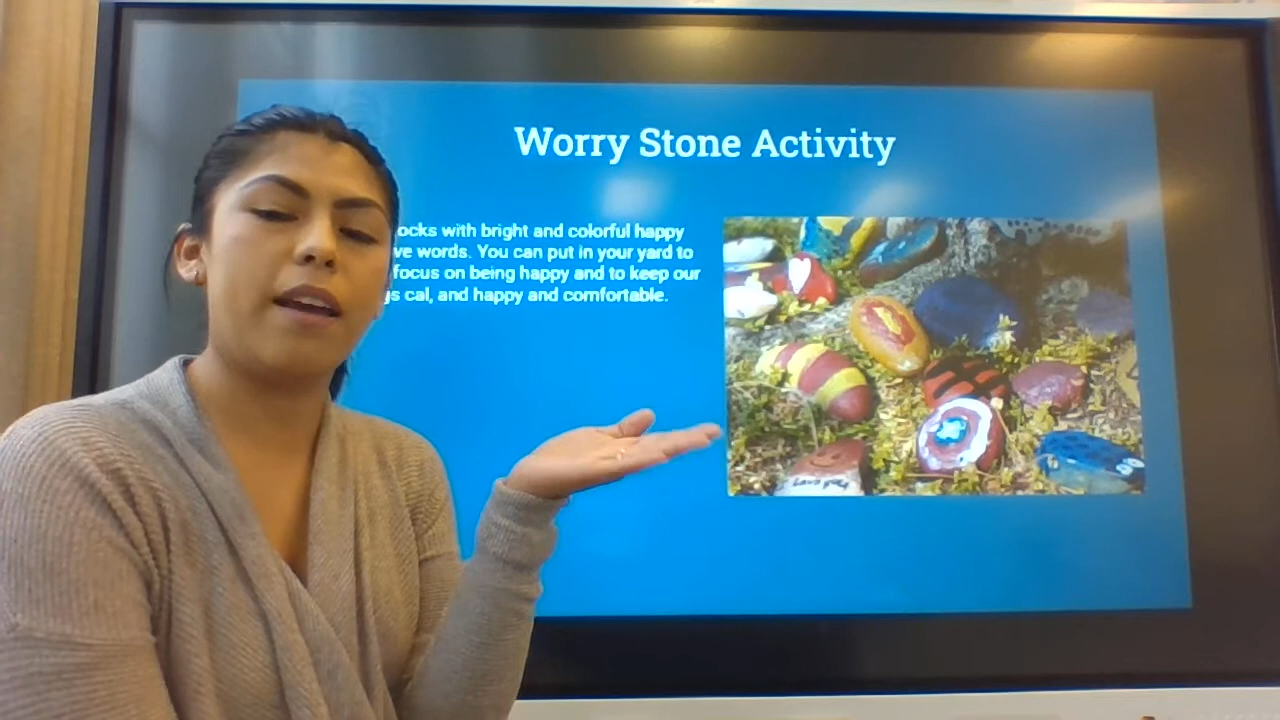 Worry Stone Activity
ocks with bright and colorful happy
ve words. You can put in your yard to
focus on being happy and to keep our
s cal, and happy and comfortable.